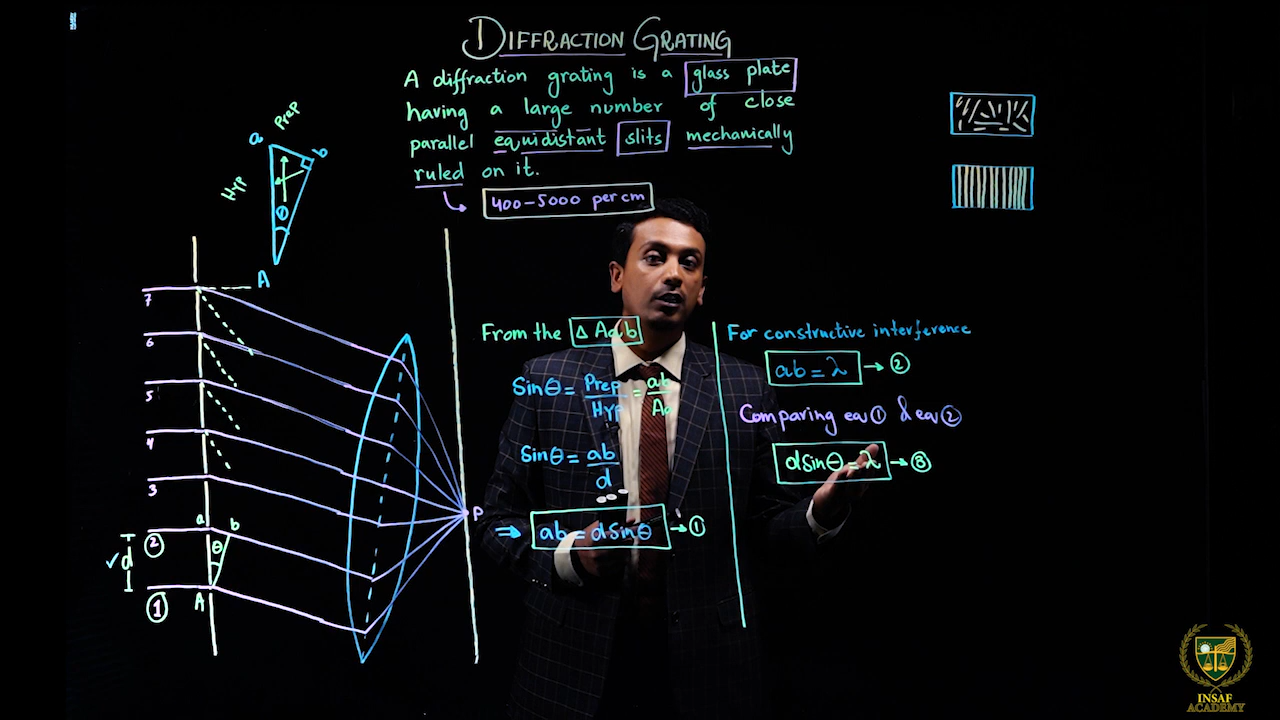 DIFFRACTION GRATING
A diffraction grating is a glass plate
having a large number of close
parallel equidistant slits mechanically
ruled on it.
400-5000 per cm
a
Prep
b
Hyp
θ
A
7
6
5
4
3
a
b
2
θ
✓d
A
1
P
From the Δ Aab
Sinθ = Prep/Hyp = ab/Aa
Sinθ = ab/d
⇒ ab = dsinθ → 1
For constructive interference
ab = λ → 2
Comparing eq 1 & eq 2
dsinθ = λ → 3
INSAF
ACADEMY